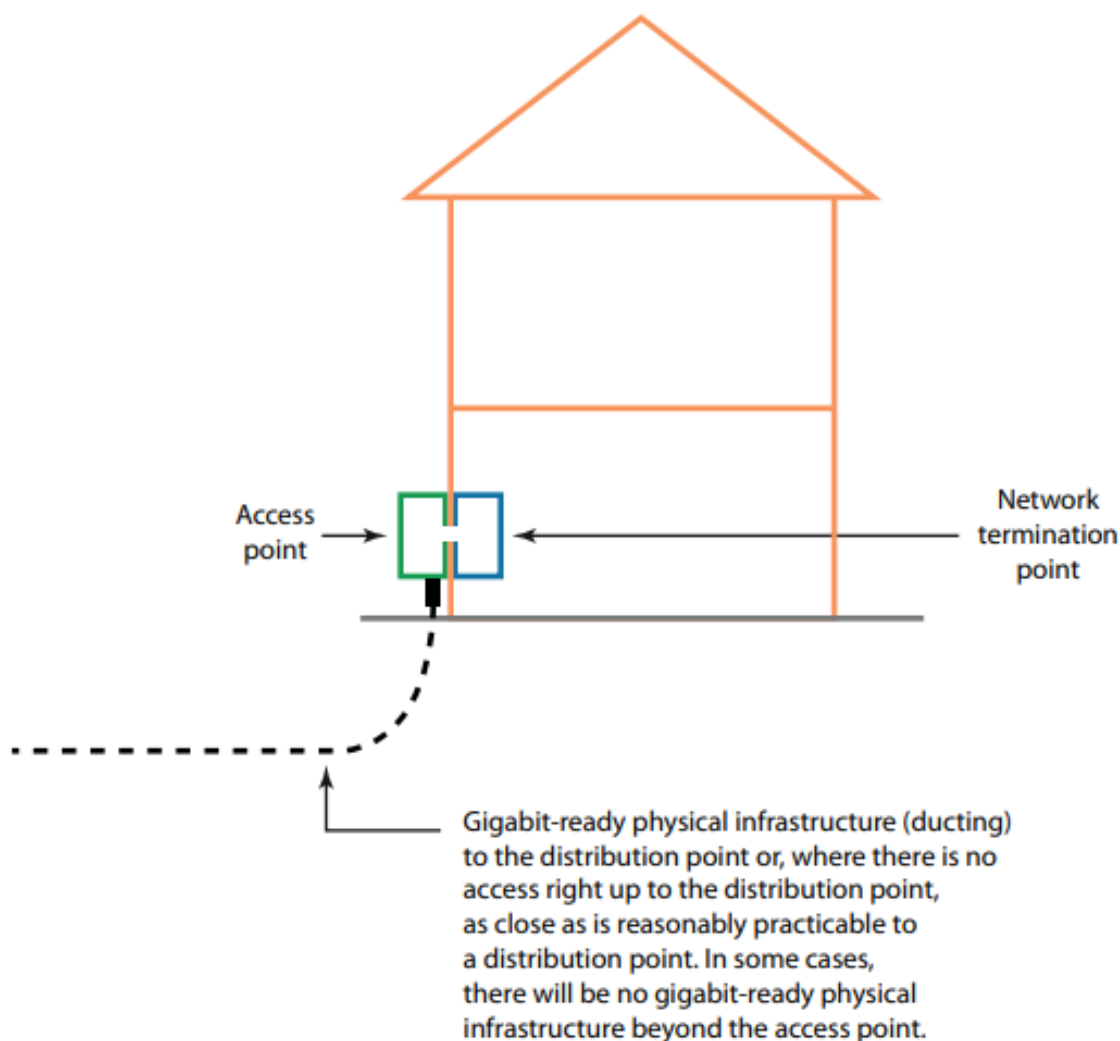 Access
point
Network
termination
point
Gigabit-ready physical infrastructure (ducting)
to the distribution point or, where there is no
access right up to the distribution point,
as close as is reasonably practicable to
a distribution point. In some cases,
there will be no gigabit-ready physical
infrastructure beyond the access point.